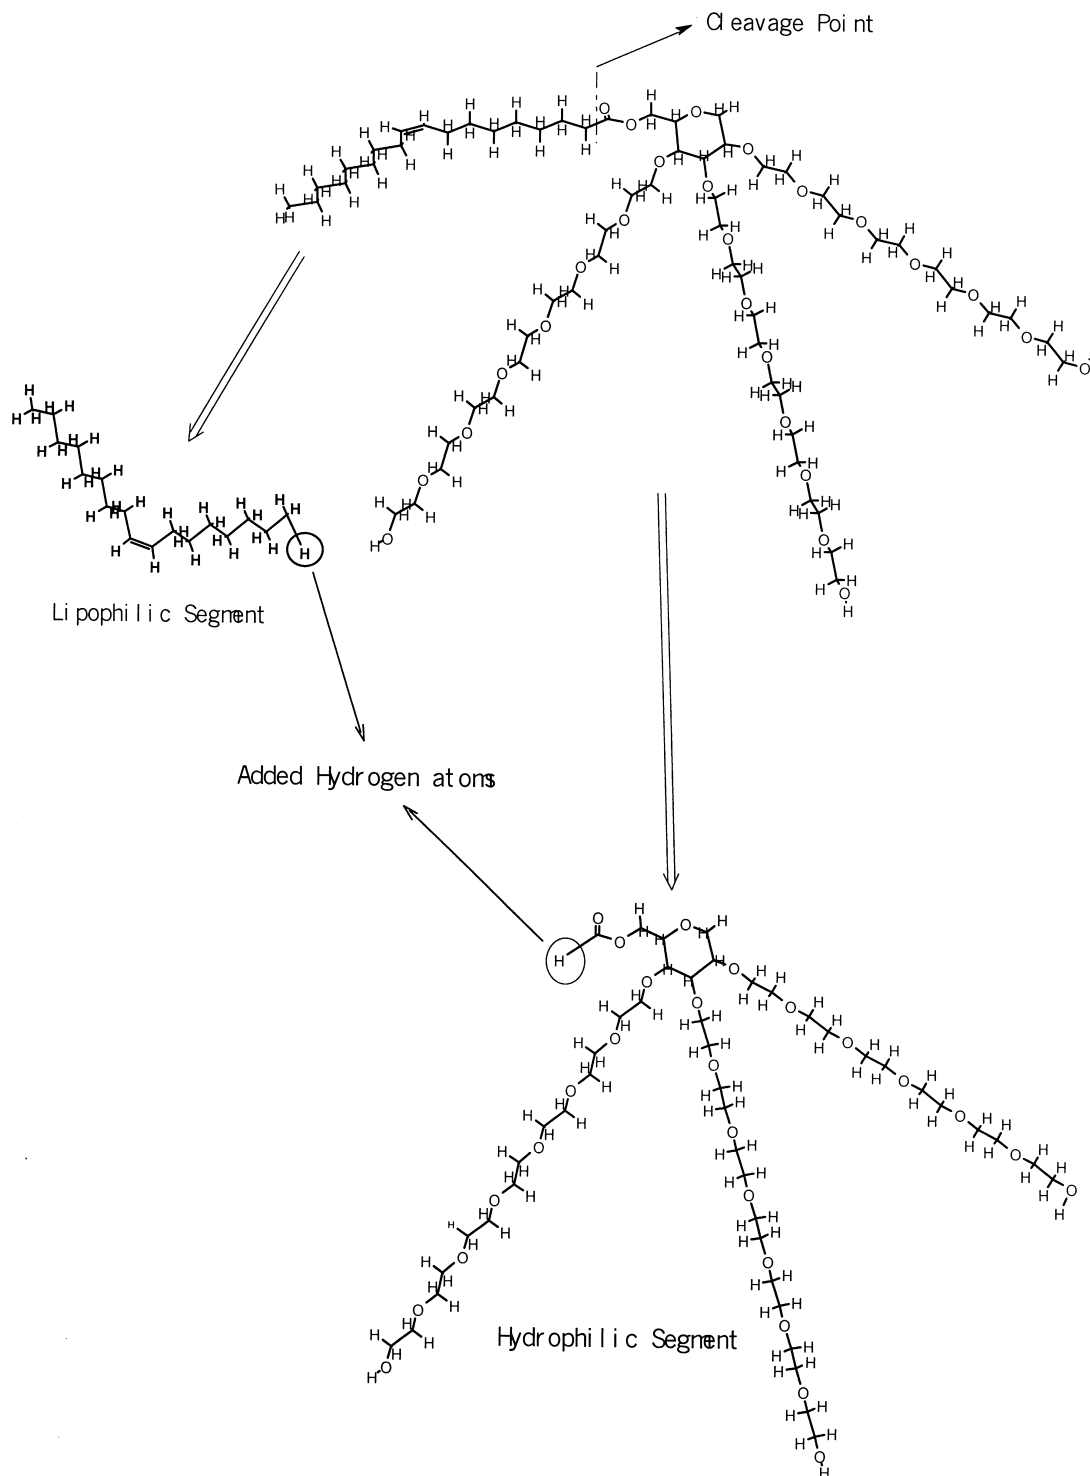 Cleavage Point
Lipophilic Segment
Added Hydrogen atoms
Hydrophilic Segment